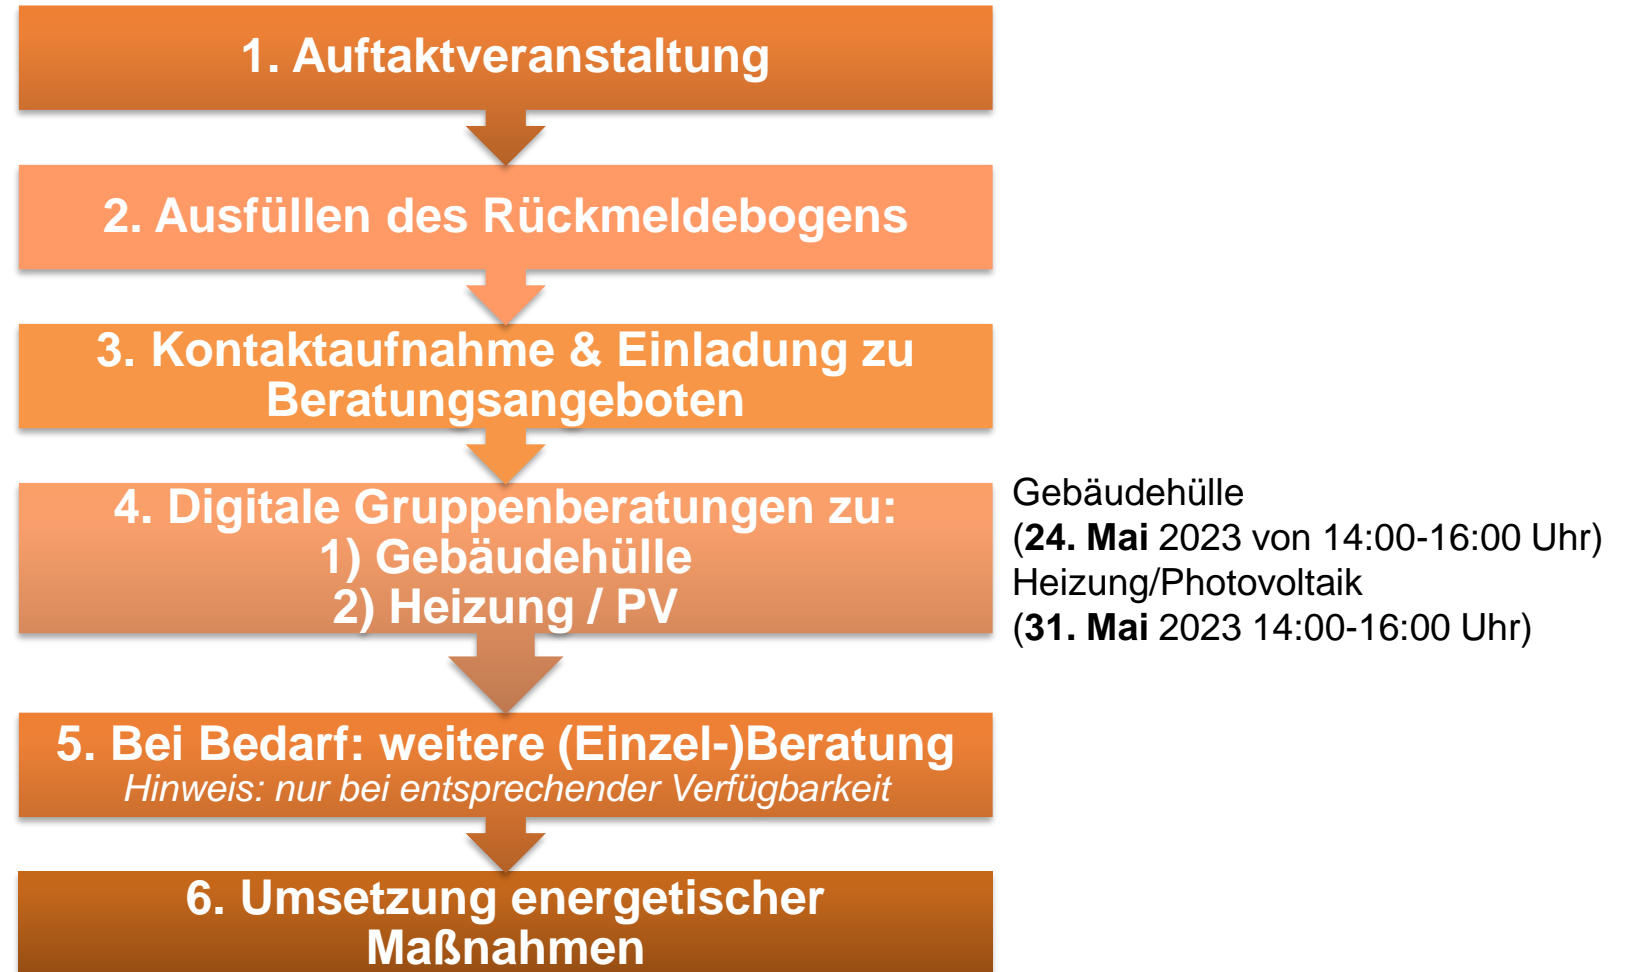 1. Auftaktveranstaltung
2. Ausfüllen des Rückmeldebogens
3. Kontaktaufnahme & Einladung zu
Beratungsangeboten
4. Digitale Gruppenberatungen zu:
1) Gebäudehülle
2) Heizung / PV
Gebäudehülle
(24. Mai 2023 von 14:00-16:00 Uhr)
Heizung/Photovoltaik
(31. Mai 2023 14:00-16:00 Uhr)
5. Bei Bedarf: weitere (Einzel-)Beratung
Hinweis: nur bei entsprechender Verfügbarkeit
6. Umsetzung energetischer
Maßnahmen